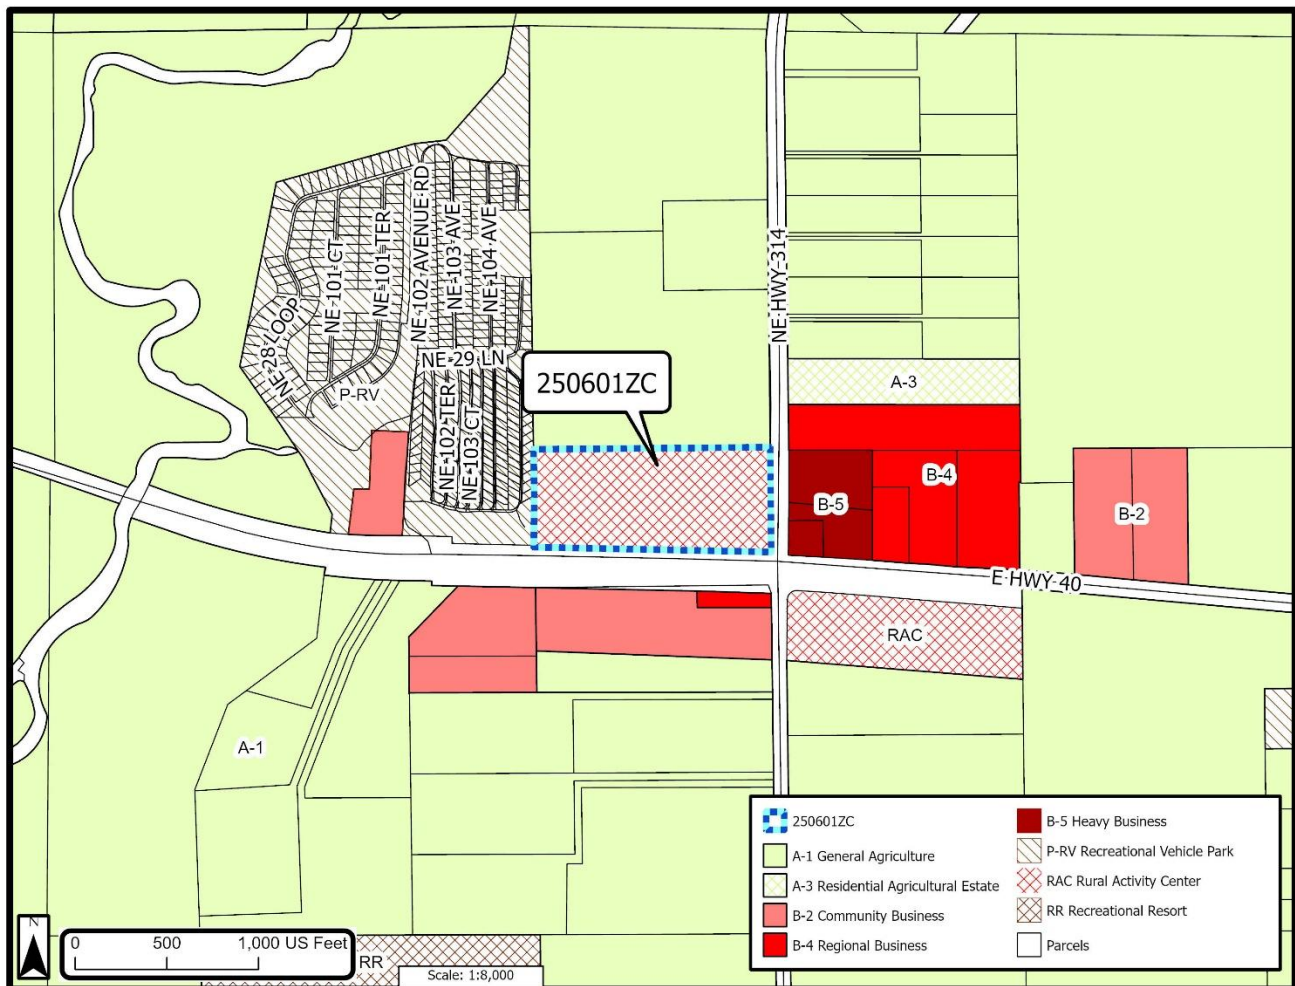 NE 28 LOOP
NE 101 CT
NE 101 TER
NE 102 AVENUE RD
NE 103 AVE
NE 104 AVE
NE HWY 314
NE 29 LN
P-RV
NE 102 TER
NE 103 CT
250601ZC
A-3
B-4
B-5
B-2
E HWY 40
RAC
A-1
RR
N
0 500 1,000 US Feet
Scale: 1:8,000
250601ZC
A-1 General Agriculture
A-3 Residential Agricultural Estate
B-2 Community Business
B-4 Regional Business
B-5 Heavy Business
P-RV Recreational Vehicle Park
RAC Rural Activity Center
RR Recreational Resort
Parcels